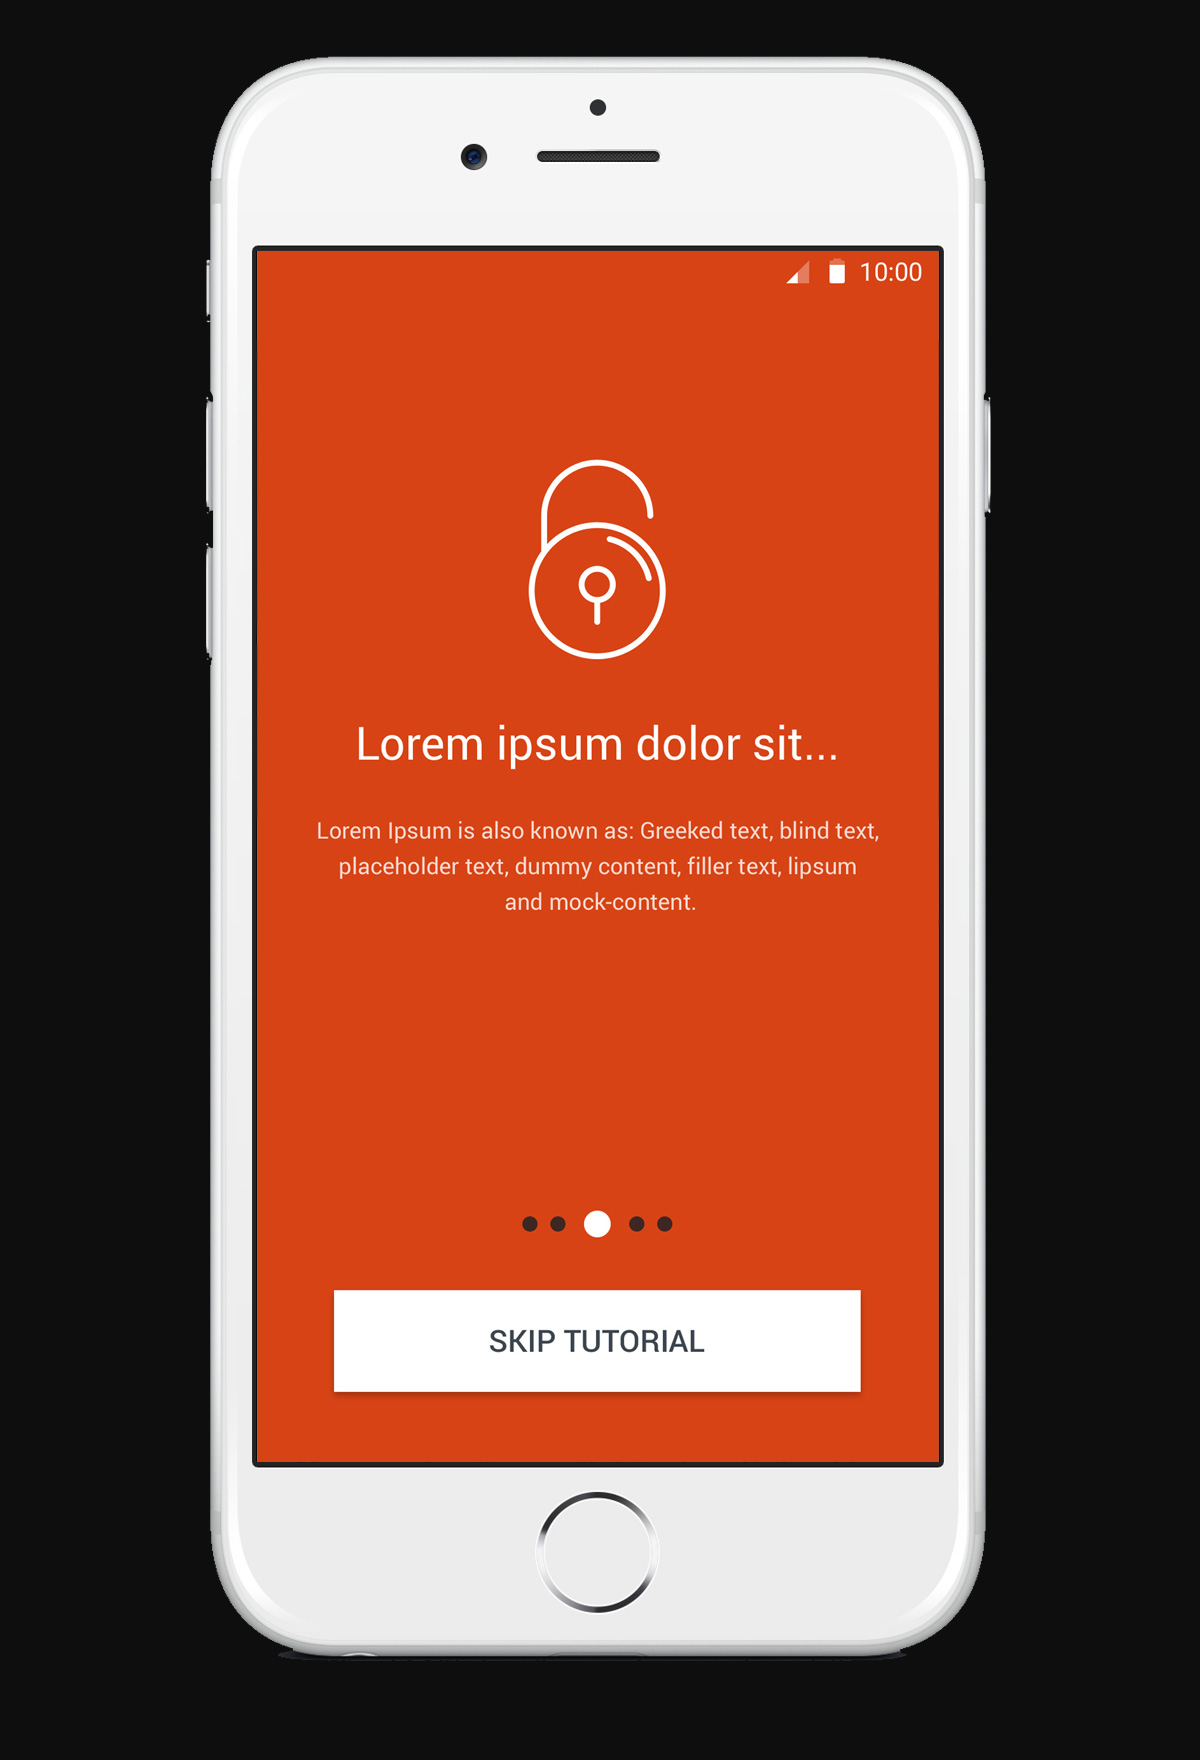 10:00
Lorem ipsum dolor sit...
Lorem Ipsum is also known as: Greeked text, blind text,
placeholder text, dummy content, filler text, lipsum
and mock-content.
SKIP TUTORIAL